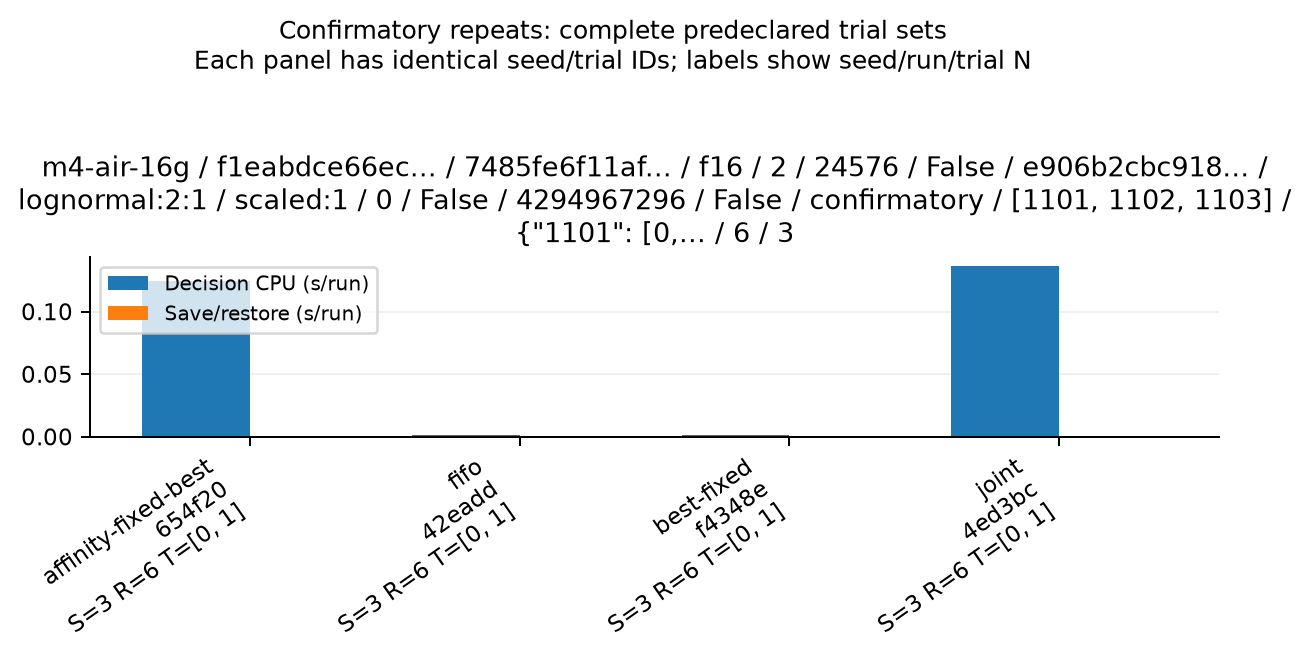 Confirmatory repeats: complete predeclared trial sets
Each panel has identical seed/trial IDs; labels show seed/run/trial N
m4-air-16g / f1eabdce66ec... / 7485fe6f11af... / f16 / 2 / 24576 / False / e906b2cbc918... /
lognormal:2:1 / scaled:1 / 0 / False / 4294967296 / False / confirmatory / [1101, 1102, 1103] /
{"1101": [0,... / 6 / 3
Decision CPU (s/run)
Save/restore (s/run)
0.10
0.05
0.00
affinity-fixed-best
654f20
S=3 R=6 T=[0, 1]
fifo
42eadd
S=3 R=6 T=[0, 1]
best-fixed
f4348e
S=3 R=6 T=[0, 1]
joint
4ed3bc
S=3 R=6 T=[0, 1]